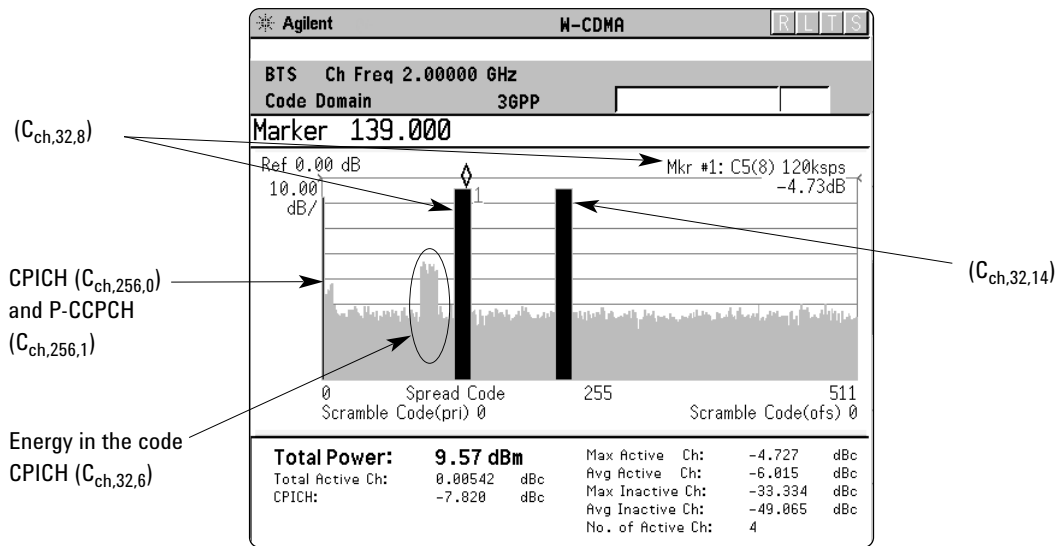 Agilent W-CDMA R L T S
BTS Ch Freq 2.00000 GHz
Code Domain 3GPP
Marker 139.000
(Cch,32,8)
Ref 0.00 dB
Mkr #1: C5(8) 120ksps
-4.73dB
10.00
dB/
1
(Cch,32,14)
CPICH (Cch,256,0)
and P-CCPCH
(Cch,256,1)
0 Spread Code 255 511
Scramble Code(pri) 0 Scramble Code(ofs) 0
Energy in the code
CPICH (Cch,32,6)
Total Power: 9.57 dBm
Total Active Ch: 0.00542 dBc
CPICH: -7.820 dBc
Max Active Ch: -4.727 dBc
Avg Active Ch: -6.015 dBc
Max Inactive Ch: -33.334 dBc
Avg Inactive Ch: -49.065 dBc
No. of Active Ch: 4